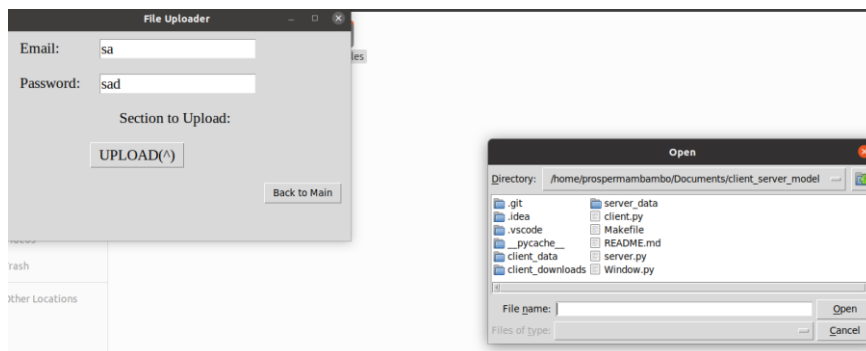 File Uploader
Email: sa
Password: sad
Section to Upload:
UPLOAD(^)
Back to Main
les
Trash
Other Locations
Open
Directory: /home/prospermambambo/Documents/client_server_model
.git
.idea
.vscode
__pycache__
client_data
client_downloads
server_data
client.py
Makefile
README.md
server.py
Window.py
File name:
Open
Files of type:
Cancel